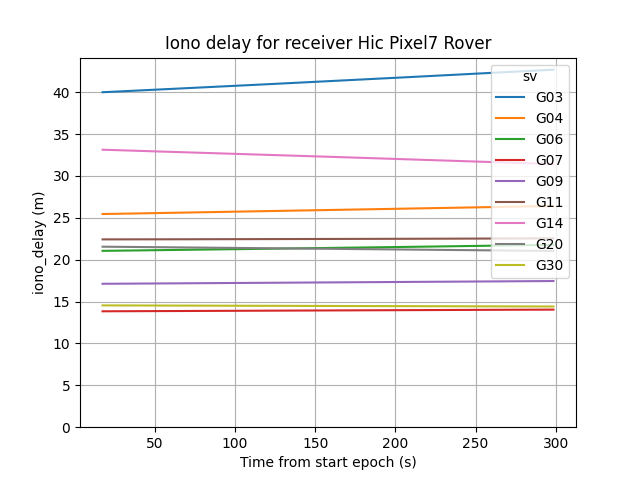 Iono delay for receiver Hic Pixel7 Rover
iono_delay (m)
40
35
30
25
20
15
10
5
0
50
100
150
200
250
300
Time from start epoch (s)
sv
G03
G04
G06
G07
G09
G11
G14
G20
G30